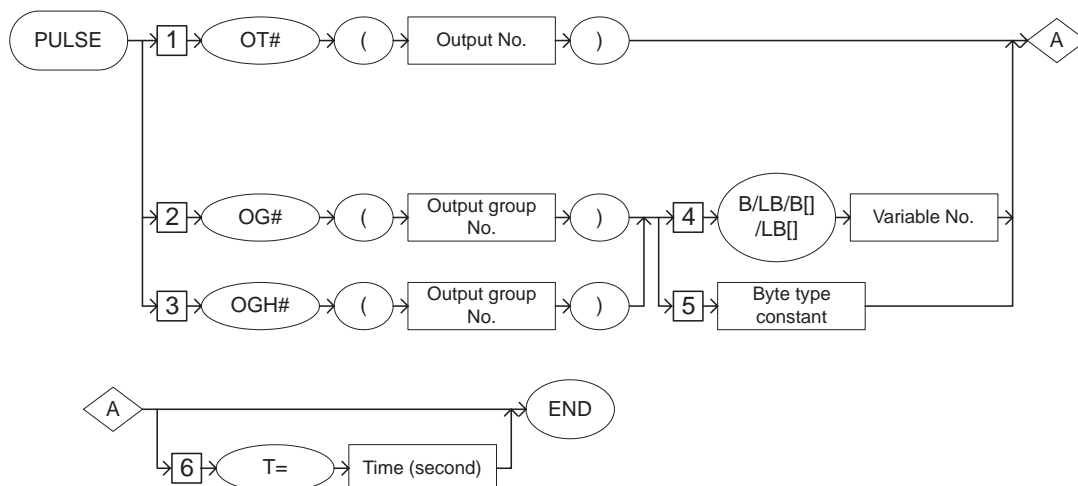 PULSE 1 OT# ( Output No. ) A
2 OG# ( Output group
No. ) 4 B/LB/B[]
/LB[] Variable No.
3 OGH# ( Output group
No. ) 5 Byte type
constant
A END
6 T= Time (second)